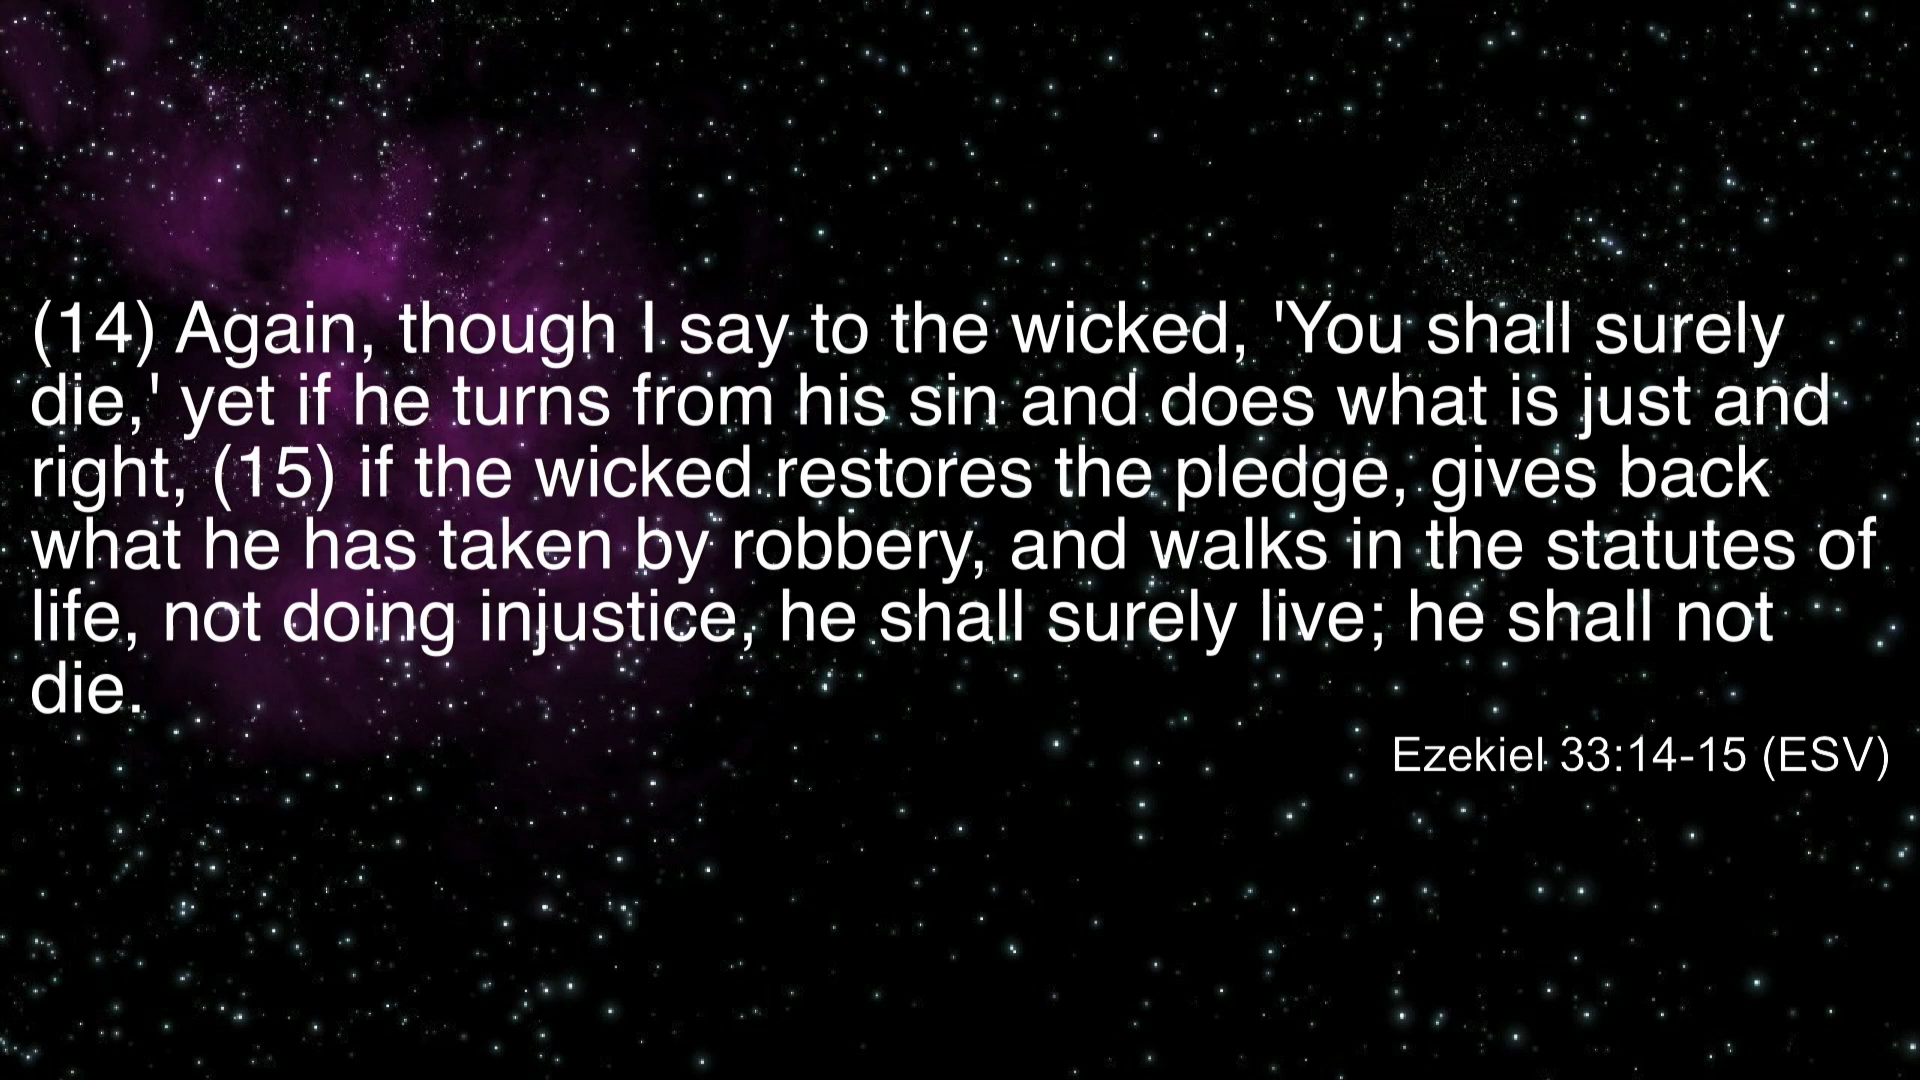 (14) Again, though I say to the wicked, 'You shall surely
die,' yet if he turns from his sin and does what is just and
right, (15) if the wicked restores the pledge, gives back
what he has taken by robbery, and walks in the statutes of
life, not doing injustice, he shall surely live; he shall not
die.
Ezekiel 33:14-15 (ESV)